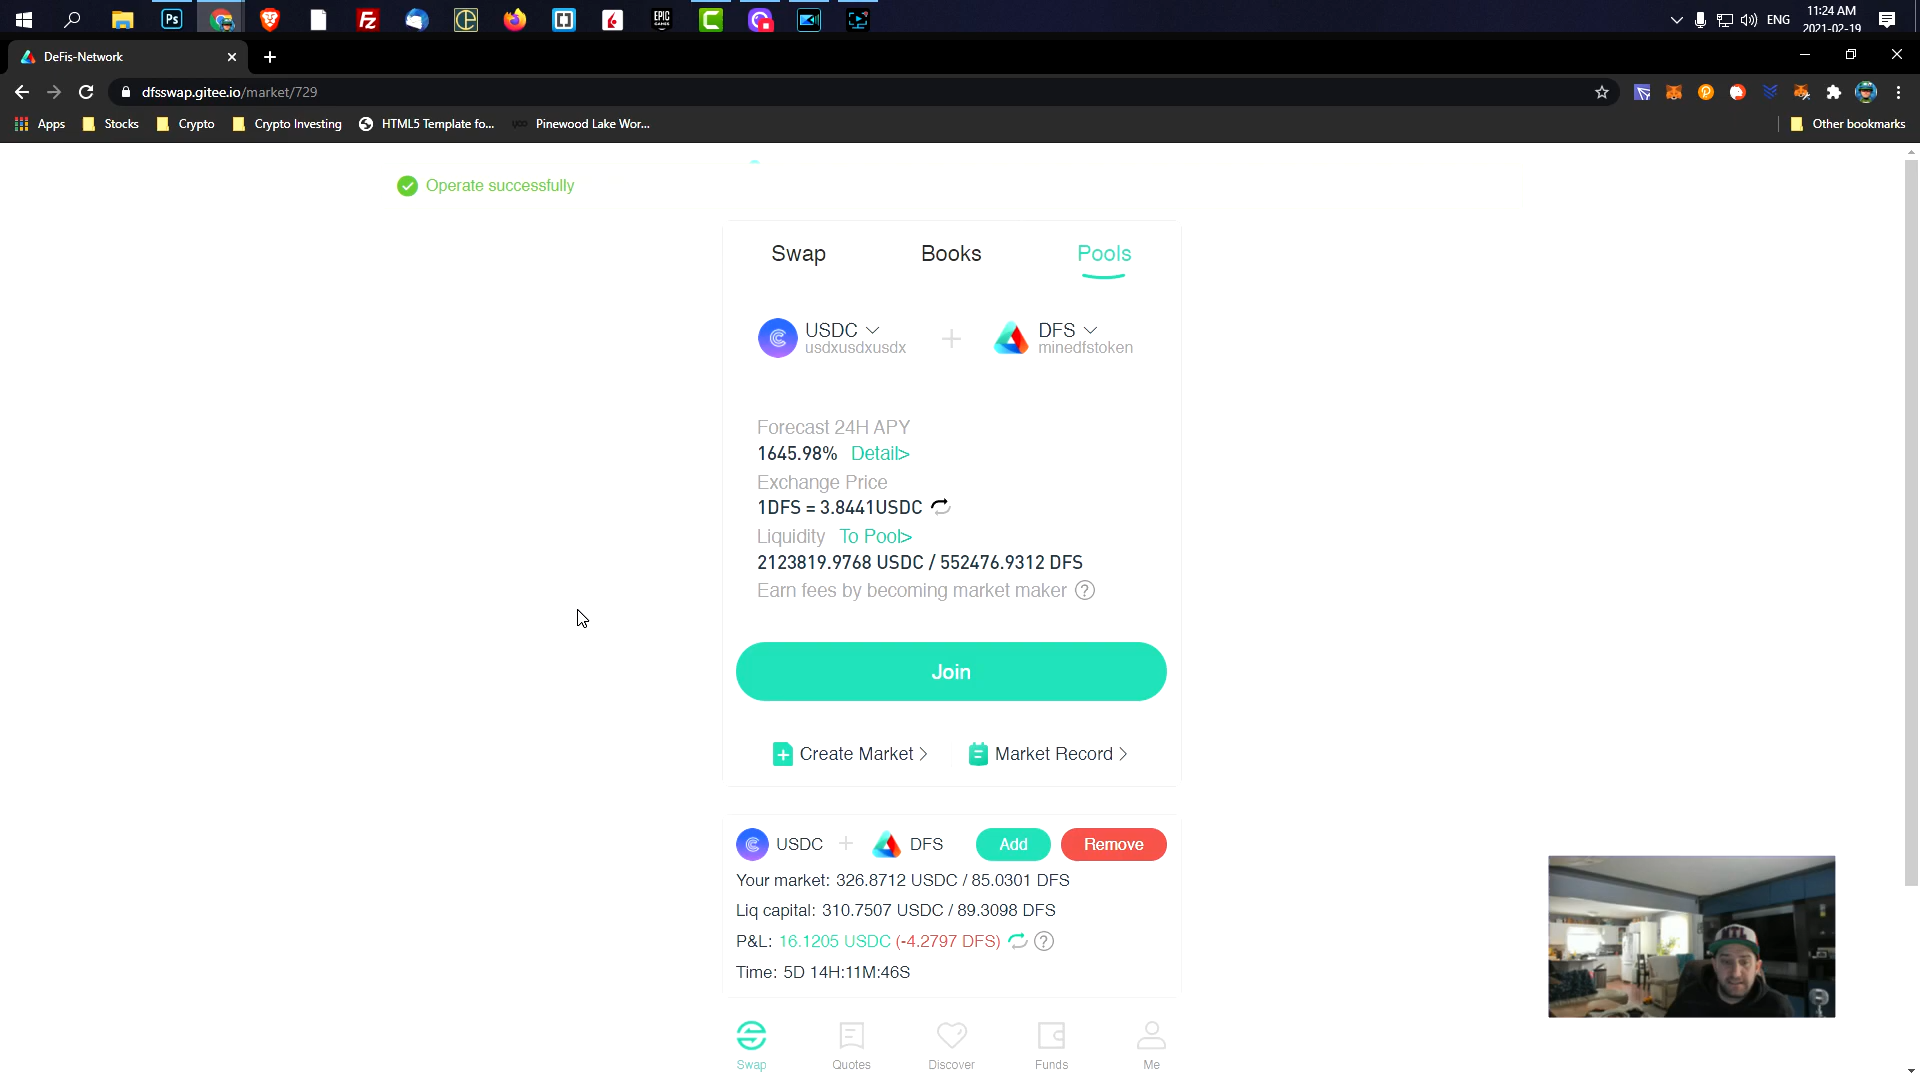 Ps
Fz
EPIC
GAMES
ENG
11:24 AM
2021-02-19
DeFis-Network
dfsswap.gitee.io/market/729
Apps
Stocks
Crypto
Crypto Investing
HTML5 Template fo...
Pinewood Lake Wor...
Other bookmarks
Operate successfully
Swap
Books
Pools
USDC
usdxusdxusdx
DFS
minedfstoken
Forecast 24H APY
1645.98% Detail>
Exchange Price
1DFS = 3.8441USDC
Liquidity To Pool>
2123819.9768 USDC / 552476.9312 DFS
Earn fees by becoming market maker ?
Join
Create Market >
Market Record >
USDC + DFS
Add
Remove
Your market: 326.8712 USDC / 85.0301 DFS
Liq capital: 310.7507 USDC / 89.3098 DFS
P&L: 16.1205 USDC (-4.2797 DFS) ?
Time: 5D 14H:11M:46S
Swap
Quotes
Discover
Funds
Me